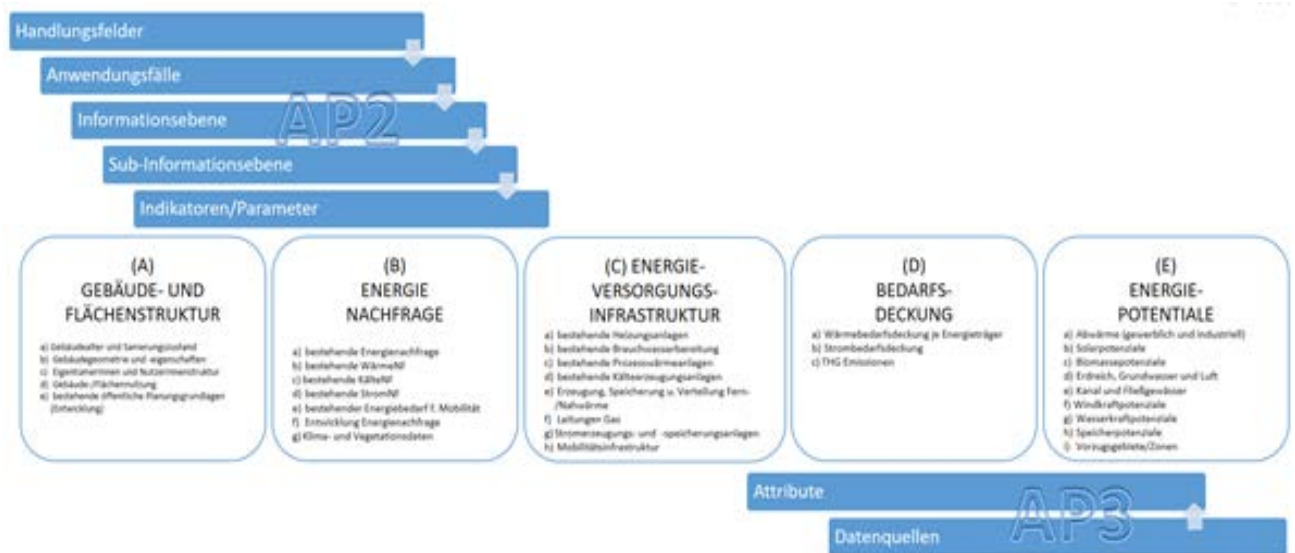 Handlungsfelder
Anwendungsfälle
Informationsebene
AP2
Sub-Informationsebene
Indikatoren/Parameter
(A)
GEBÄUDE- UND
FLÄCHENSTRUKTUR
a) Gebäudealter und Sanierungszustand
b) Gebäudegeometrie und -eigenschaften
c) EigentümerInnen und NutzerInnenstruktur
d) Gebäude-/Flächennutzung
e) bestehende öffentliche Planungsgrundlagen
(Entwicklung)
(B)
ENERGIE
NACHFRAGE
a) bestehende Energienachfrage
b) bestehende WärmeNF
c) bestehende KälteNF
d) bestehende StromNF
e) bestehender Energiebedarf f. Mobilität
f) Entwicklung Energienachfrage
g) Klima- und Vegetationsdaten
(C) ENERGIE-
VERSORGUNGS-
INFRASTRUKTUR
a) bestehende Heizungsanlagen
b) bestehende Brauchwasserbereitung
c) bestehende Prozesswärmeanlagen
d) bestehende Kälteerzeugungsanlagen
e) Erzeugung, Speicherung u. Verteilung Fern-
/Nahwärme
f) Leitungen Gas
g) Stromerzeugungs- und -speicherungsanlagen
h) Mobilitätsinfrastruktur
(D)
BEDARFS-
DECKUNG
a) Wärmebedarfsdeckung je Energieträger
b) Strombedarfsdeckung
c) THG Emissionen
(E)
ENERGIE-
POTENTIALE
a) Abwärme (gewerblich und industriell)
b) Solarpotenziale
c) Biomassepotenziale
d) Erdreich, Grundwasser und Luft
e) Kanal und Fließgewässer
f) Windkraftpotenziale
g) Wasserkraftpotenziale
h) Speicherpotenziale
i) Vorzugsgebiete/Zonen
Attribute
AP3
Datenquellen